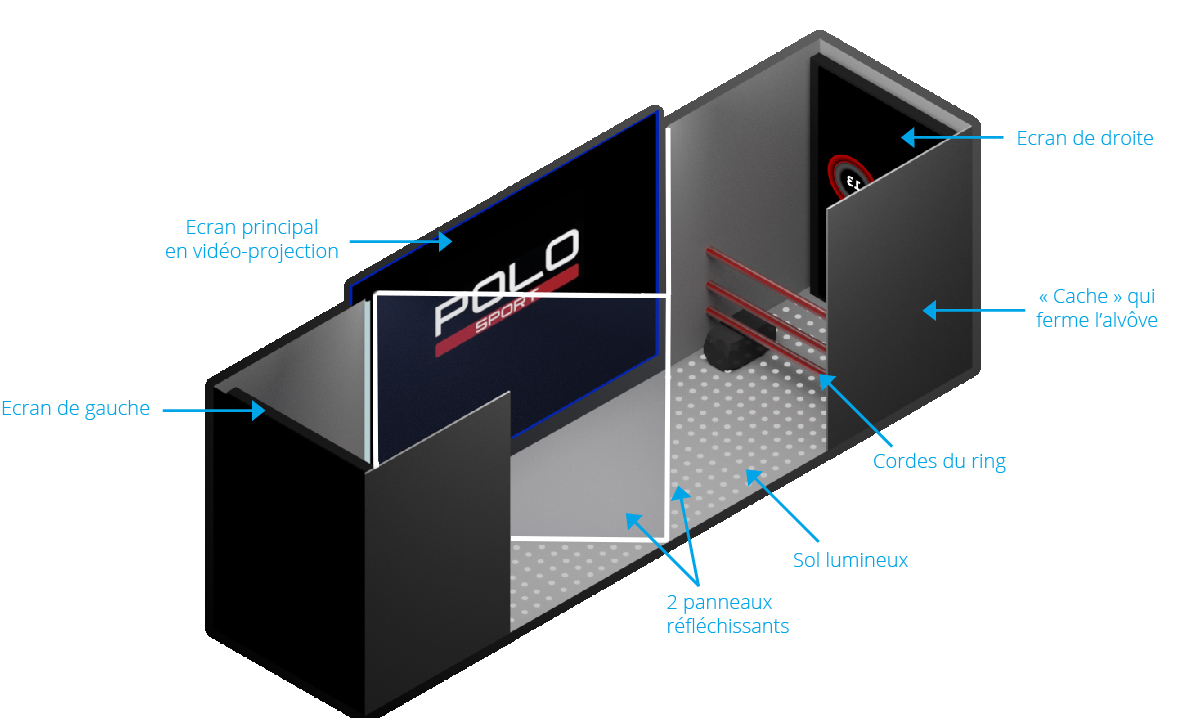 Ecran de droite
Ecran principal
en vidéo-projection
POLO
SPORT
« Cache » qui
ferme l’alvôve
Ecran de gauche
Cordes du ring
Sol lumineux
2 panneaux
réfléchissants